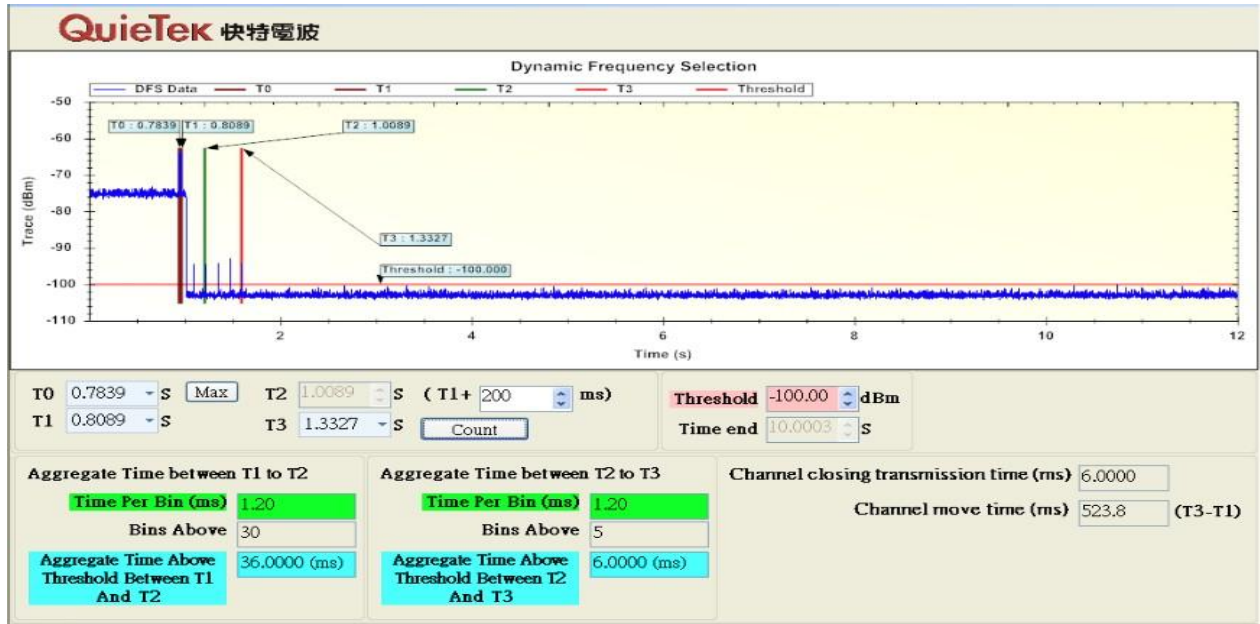 QuieTek 快特電波
Dynamic Frequency Selection
DFS Data T0 T1 T2 T3 Threshold
-50
-60
-70
-80
-90
-100
-110
Trace (dBm)
T0 : 0.7839 T1 : 0.8089
T2 : 1.0089
T3 : 1.3327
Threshold : -100.000
2 4 6 8 10 12
Time (s)
T0 0.7839 S Max T2 1.0089 S ( T1+ 200 ms)
T1 0.8089 S T3 1.3327 S Count
Threshold -100.00 dBm
Time end 10.0003 S
Aggregate Time between T1 to T2
Time Per Bin (ms) 1.20
Bins Above 30
Aggregate Time Above 36.0000 (ms)
Threshold Between T1
And T2
Aggregate Time between T2 to T3
Time Per Bin (ms) 1.20
Bins Above 5
Aggregate Time Above 6.0000 (ms)
Threshold Between T2
And T3
Channel closing transmission time (ms) 6.0000
Channel move time (ms) 523.8 (T3-T1)